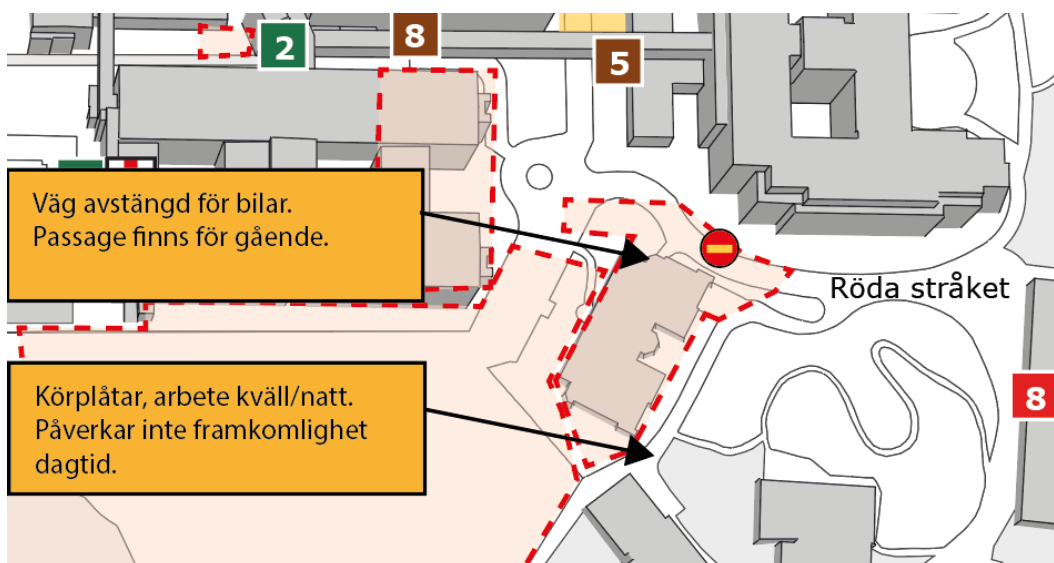 2
8
5
Väg avstängd för bilar.
Passage finns för gående.
Röda stråket
Körplåtar, arbete kväll/natt.
Påverkar inte framkomlighet
dagtid.
8